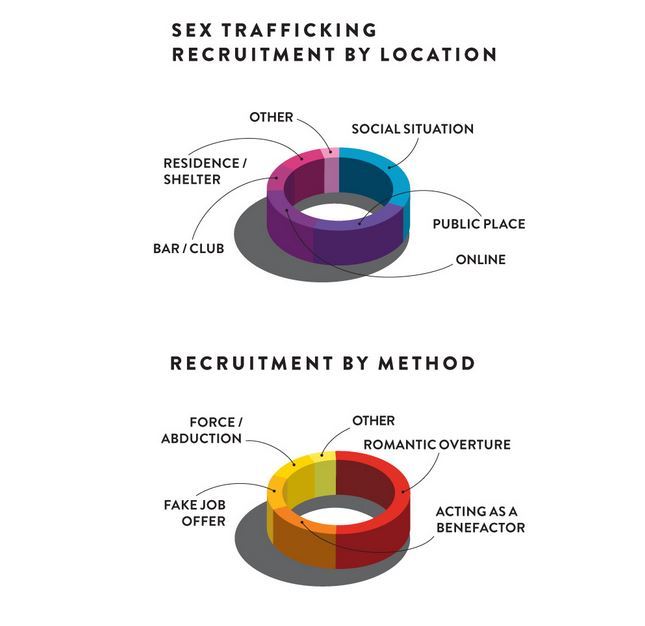 SEX TRAFFICKING
RECRUITMENT BY LOCATION
OTHER
SOCIAL SITUATION
RESIDENCE /
SHELTER
PUBLIC PLACE
BAR / CLUB
ONLINE
RECRUITMENT BY METHOD
FORCE /
ABDUCTION
OTHER
ROMANTIC OVERTURE
FAKE JOB
OFFER
ACTING AS A
BENEFACTOR